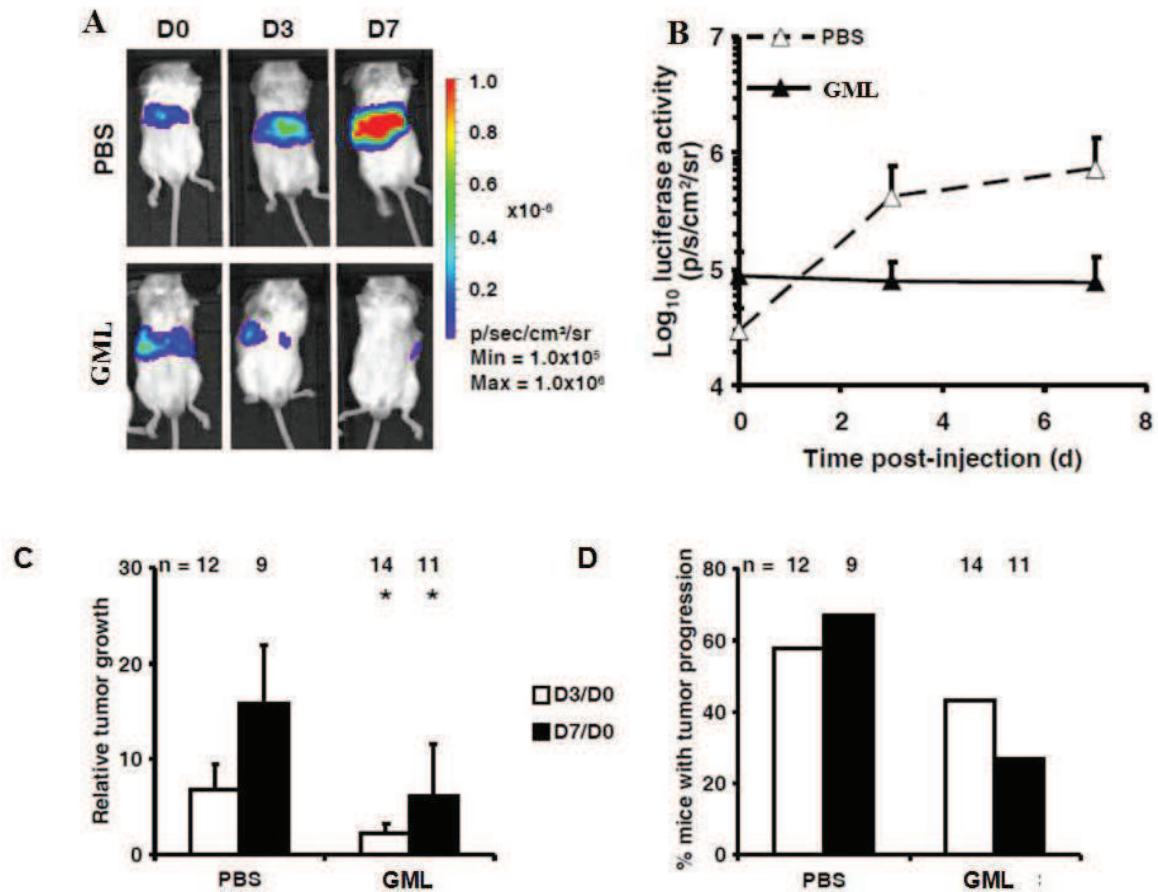 A
D0 D3 D7
PBS
GML
1.0
0.8
0.6
x10⁻⁶
0.4
0.2
p/sec/cm²/sr
Min = 1.0x10⁵
Max = 1.0x10⁶
B
PBS
GML
Log₁₀ luciferase activity
(p/s/cm²/sr)
7
6
5
4
0 2 4 6 8
Time post-injection (d)
C
n = 12 9 14 11
* *
Relative tumor growth
30
20
10
0
PBS GML
D3/D0
D7/D0
D
n = 12 9 14 11
% mice with tumor progression
80
60
40
20
0
PBS GML